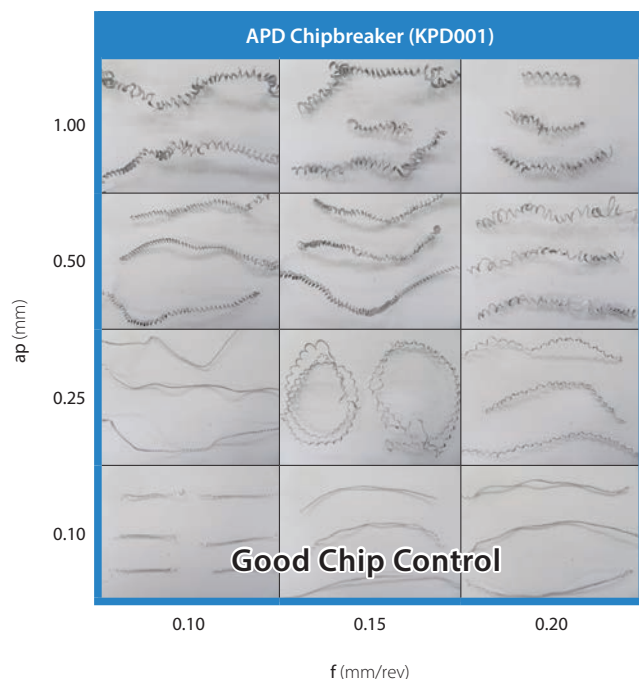 APD Chipbreaker (KPD001)
1.00
0.50
ap (mm)
0.25
0.10
Good Chip Control
0.10 0.15 0.20
f (mm/rev)